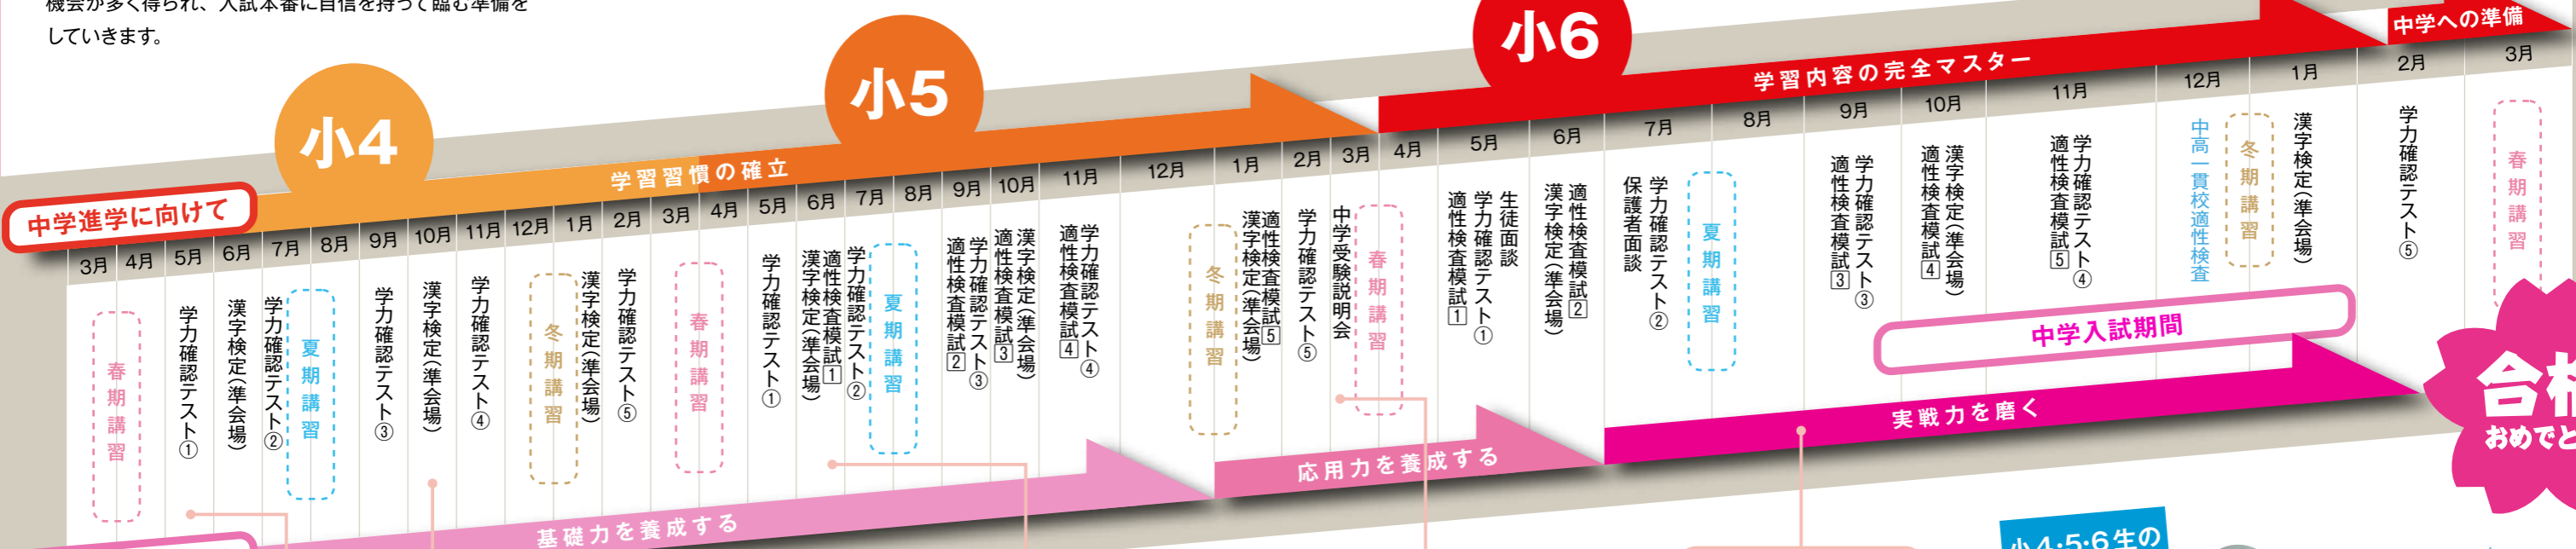 機会が多く得られ、入試本番に自信を持って臨む準備を
していきます。
小4
小5
小6
中学進学に向けて
学習習慣の確立
学習内容の完全マスター
中学への準備
3月
春期講習
4月
5月
学力確認テスト①
6月
漢字検定(準会場)
7月
学力確認テスト②
夏期講習
8月
9月
学力確認テスト③
10月
漢字検定(準会場)
11月
学力確認テスト④
12月
冬期講習
1月
漢字検定(準会場)
2月
学力確認テスト⑤
3月
春期講習
4月
5月
学力確認テスト①
6月
適性検査模試1
漢字検定(準会場)
7月
学力確認テスト②
夏期講習
8月
9月
学力確認テスト③
適性検査模試2
10月
漢字検定(準会場)
適性検査模試3
11月
学力確認テスト④
適性検査模試4
12月
冬期講習
1月
適性検査模試5
漢字検定(準会場)
2月
学力確認テスト⑤
3月
中学受験説明会
春期講習
4月
5月
生徒面談
学力確認テスト①
適性検査模試1
6月
適性検査模試2
漢字検定(準会場)
7月
学力確認テスト②
保護者面談
夏期講習
8月
9月
学力確認テスト③
適性検査模試3
10月
漢字検定(準会場)
適性検査模試4
11月
学力確認テスト④
適性検査模試5
12月
中高一貫校適性検査
冬期講習
1月
漢字検定(準会場)
2月
学力確認テスト⑤
3月
春期講習
中学入試期間
基礎力を養成する
応用力を養成する
実戦力を磨く
合格
おめでと
小4・5・6生の